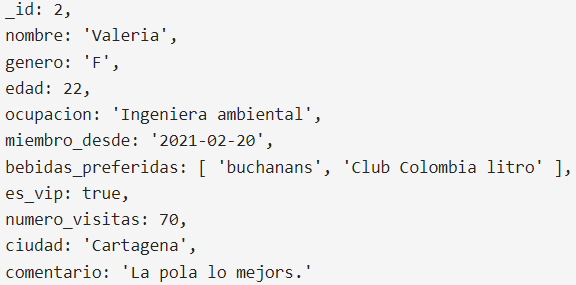 _id: 2,
nombre: 'Valeria',
genero: 'F',
edad: 22,
ocupacion: 'Ingeniera ambiental',
miembro_desde: '2021-02-20',
bebidas_preferidas: [ 'buchanans', 'Club Colombia litro' ],
es_vip: true,
numero_visitas: 70,
ciudad: 'Cartagena',
comentario: 'La pola lo mejors.'